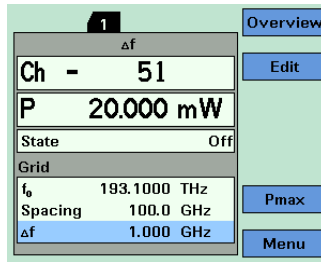 1
Overview
Δf
Ch - 51
Edit
P 20.000 mW
State Off
Grid
f₀ 193.1000 THz
Spacing 100.0 GHz
Pmax
Δf 1.000 GHz
Menu